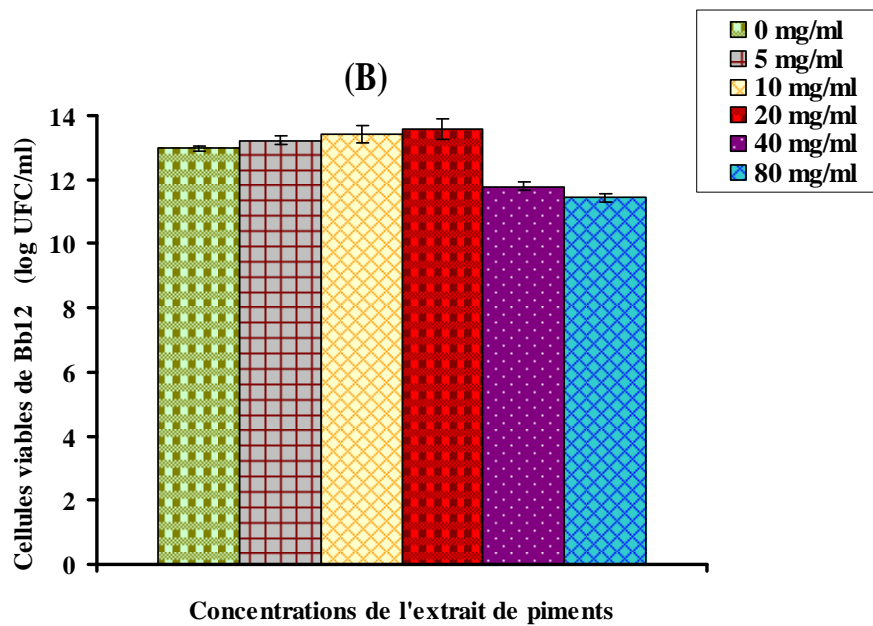 0 mg/ml
5 mg/ml
10 mg/ml
20 mg/ml
40 mg/ml
80 mg/ml
(B)
Cellules viables de Bb12 (log UFC/ml)
14
12
10
8
6
4
2
0
Concentrations de l'extrait de piments